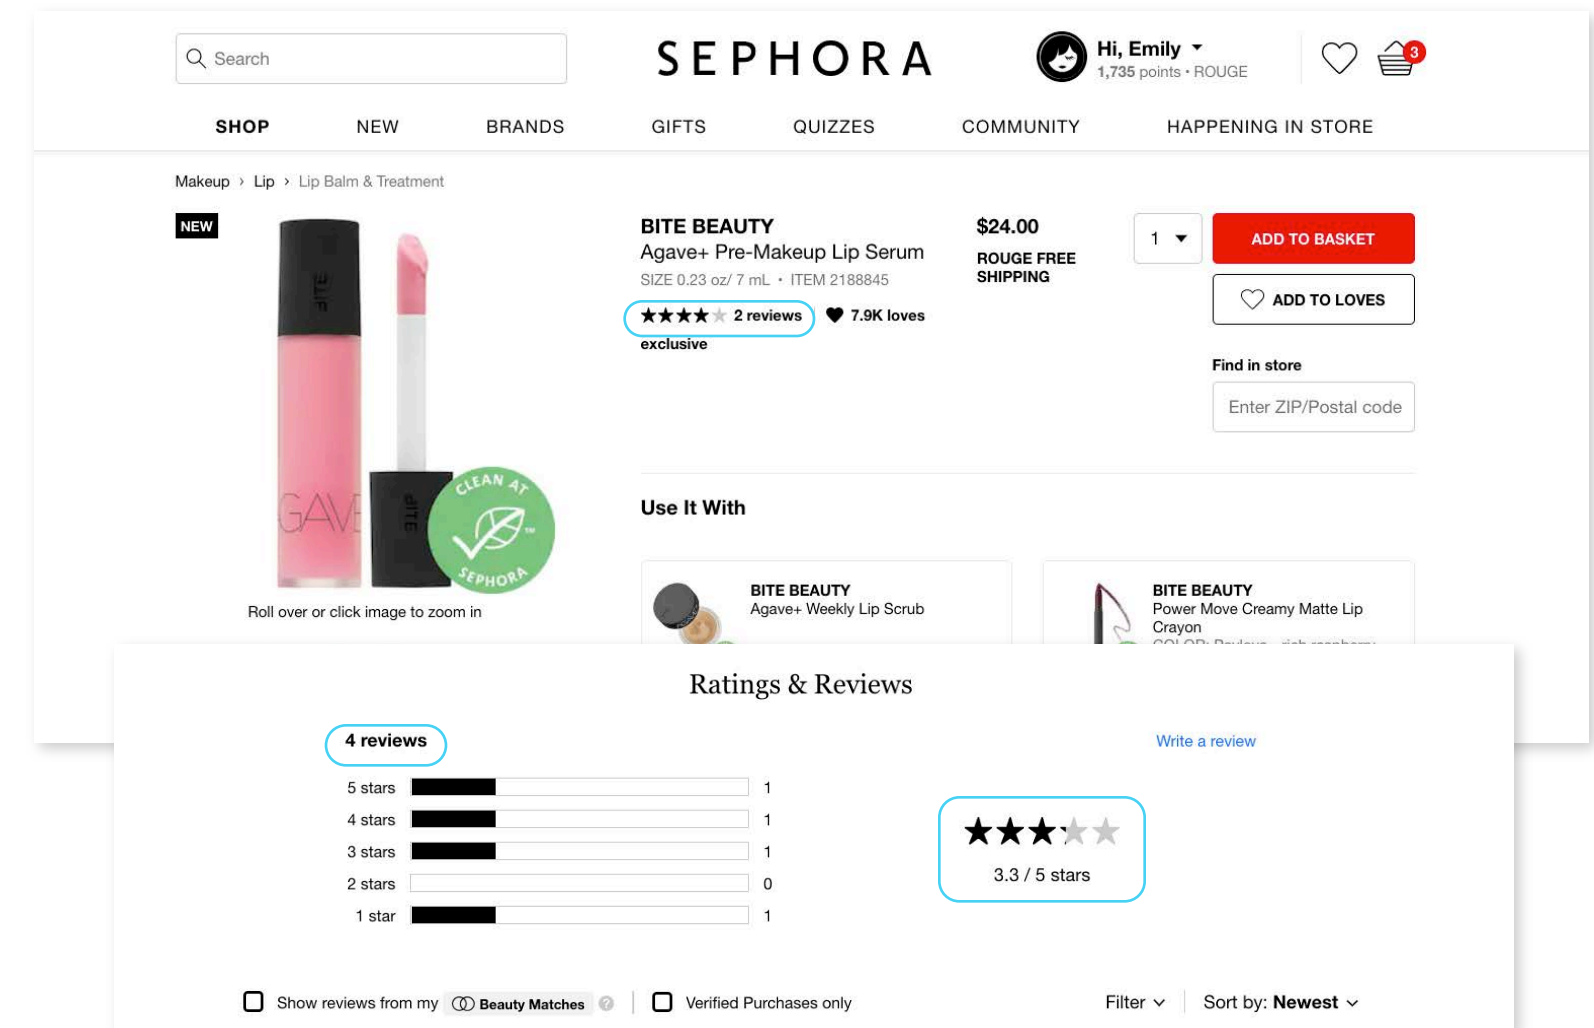 Search
SEPHORA
Hi, Emily
1,735 points • ROUGE
3
SHOP
NEW
BRANDS
GIFTS
QUIZZES
COMMUNITY
HAPPENING IN STORE
Makeup › Lip › Lip Balm & Treatment
NEW
BITE
GAVE
BITE
CLEAN AT
SEPHORA
™
Roll over or click image to zoom in
BITE BEAUTY
Agave+ Pre-Makeup Lip Serum
SIZE 0.23 oz/ 7 mL • ITEM 2188845
2 reviews
7.9K loves
exclusive
$24.00
ROUGE FREE
SHIPPING
1
ADD TO BASKET
ADD TO LOVES
Find in store
Enter ZIP/Postal code
Use It With
BITE BEAUTY
Agave+ Weekly Lip Scrub
BITE BEAUTY
Power Move Creamy Matte Lip
Crayon
Ratings & Reviews
4 reviews
Write a review
5 stars 1
4 stars 1
3 stars 1
2 stars 0
1 star 1
3.3 / 5 stars
Show reviews from my Beauty Matches ?
Verified Purchases only
Filter
Sort by: Newest